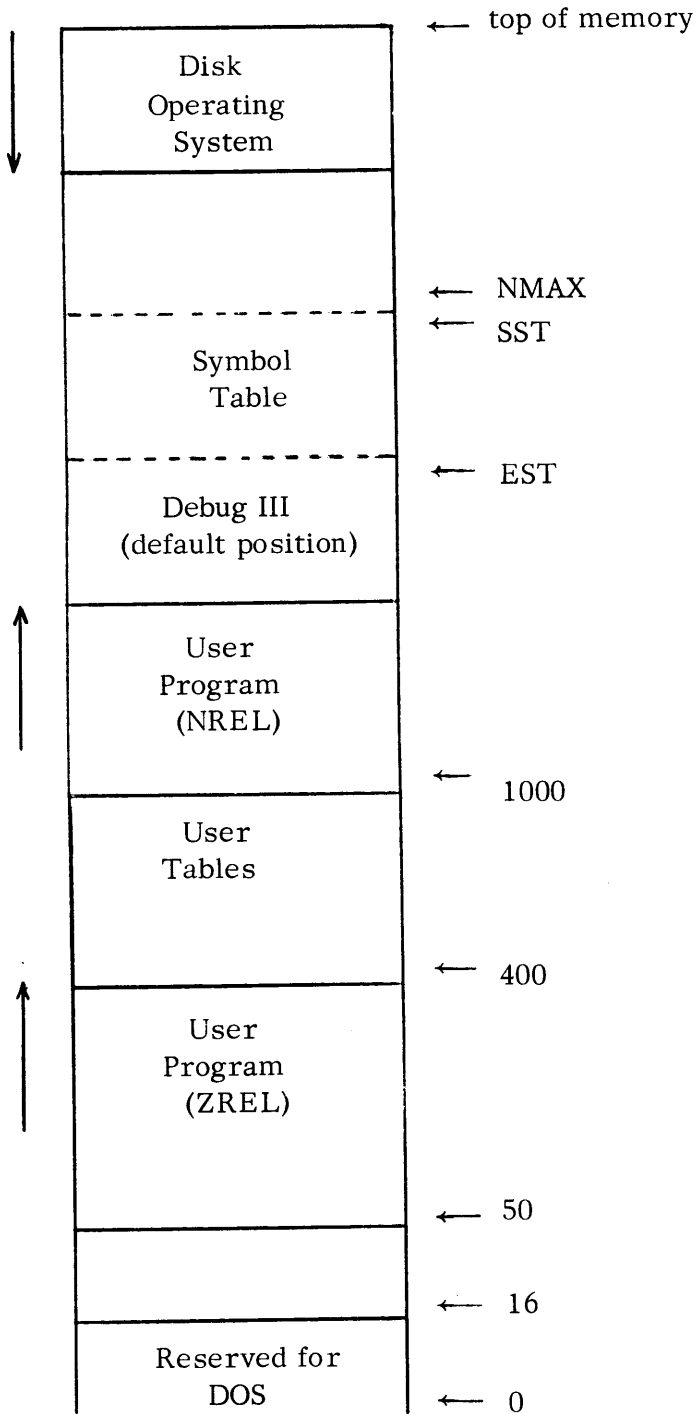 top of memory
Disk
Operating
System
NMAX
SST
Symbol
Table
EST
Debug III
(default position)
User
Program
(NREL)
1000
User
Tables
400
User
Program
(ZREL)
50
16
Reserved for
DOS
0